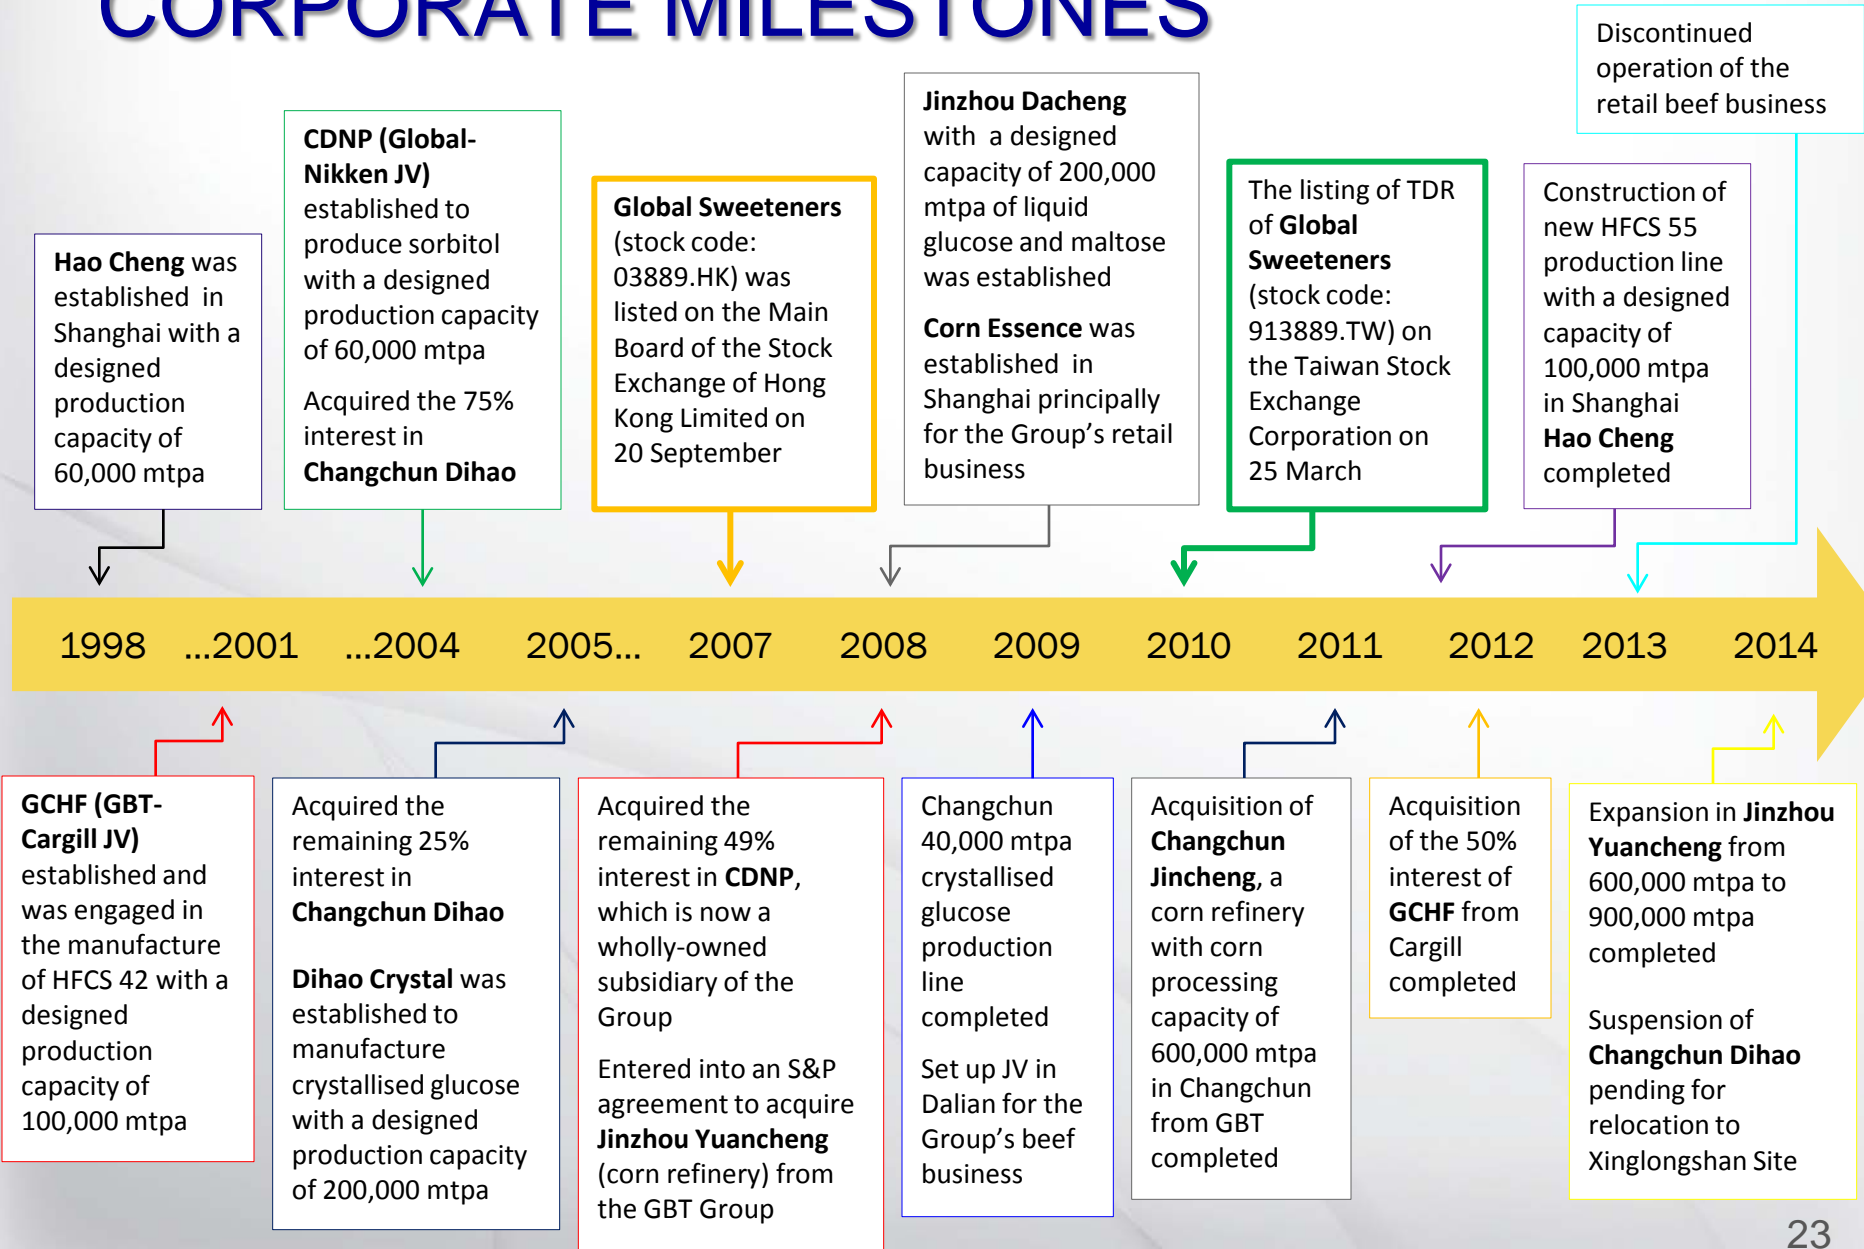 CORPORATE MILESTONES
Discontinued
operation of the
retail beef business
Hao Cheng was
established in
Shanghai with a
designed
production
capacity of
60,000 mtpa
CDNP (Global-
Nikken JV)
established to
produce sorbitol
with a designed
production capacity
of 60,000 mtpa
Acquired the 75%
interest in
Changchun Dihao
Global Sweeteners
(stock code:
03889.HK) was
listed on the Main
Board of the Stock
Exchange of Hong
Kong Limited on
20 September
Jinzhou Dacheng
with a designed
capacity of 200,000
mtpa of liquid
glucose and maltose
was established
Corn Essence was
established in
Shanghai principally
for the Group's retail
business
The listing of TDR
of Global
Sweeteners
(stock code:
913889.TW) on
the Taiwan Stock
Exchange
Corporation on
25 March
Construction of
new HFCS 55
production line
with a designed
capacity of
100,000 mtpa
in Shanghai
Hao Cheng
completed
1998 ...2001 ...2004 2005... 2007 2008 2009 2010 2011 2012 2013 2014
GCHF (GBT-
Cargill JV)
established and
was engaged in
the manufacture
of HFCS 42 with a
designed
production
capacity of
100,000 mtpa
Acquired the
remaining 25%
interest in
Changchun Dihao
Dihao Crystal was
established to
manufacture
crystallised glucose
with a designed
production capacity
of 200,000 mtpa
Acquired the
remaining 49%
interest in CDNP,
which is now a
wholly-owned
subsidiary of the
Group
Entered into an S&P
agreement to acquire
Jinzhou Yuancheng
(corn refinery) from
the GBT Group
Changchun
40,000 mtpa
crystallised
glucose
production
line
completed
Set up JV in
Dalian for the
Group's beef
business
Acquisition of
Changchun
Jincheng, a
corn refinery
with corn
processing
capacity of
600,000 mtpa
in Changchun
from GBT
completed
Acquisition
of the 50%
interest of
GCHF from
Cargill
completed
Expansion in Jinzhou
Yuancheng from
600,000 mtpa to
900,000 mtpa
completed
Suspension of
Changchun Dihao
pending for
relocation to
Xinglongshan Site
23